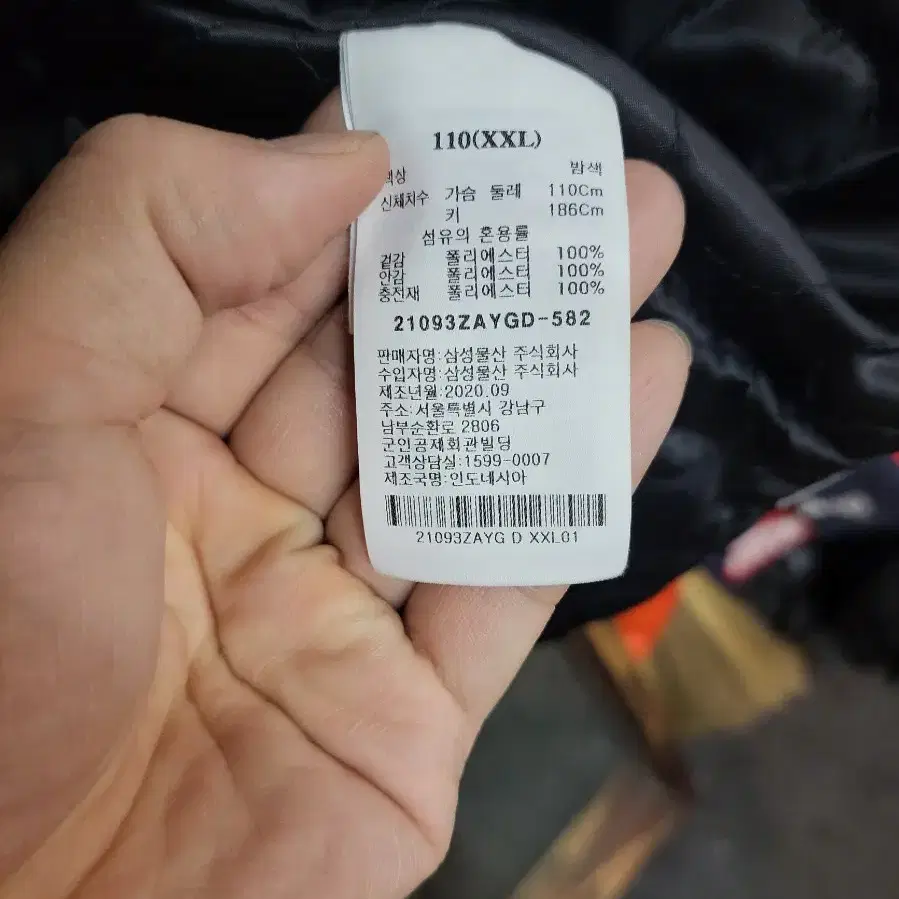 110(XXL)
색상 밤색
신체치수 가슴 둘레 110Cm
키 186Cm
섬유의 혼용률
겉감 폴리에스터 100%
안감 폴리에스터 100%
충전재 폴리에스터 100%
21093ZAYGD-582
판매자명:삼성물산 주식회사
수입자명:삼성물산 주식회사
제조년월:2020.09
주소:서울특별시 강남구
남부순환로 2806
군인공제회관빌딩
고객상담실:1599-0007
제조국명:인도네시아
21093ZAYG D XXL01